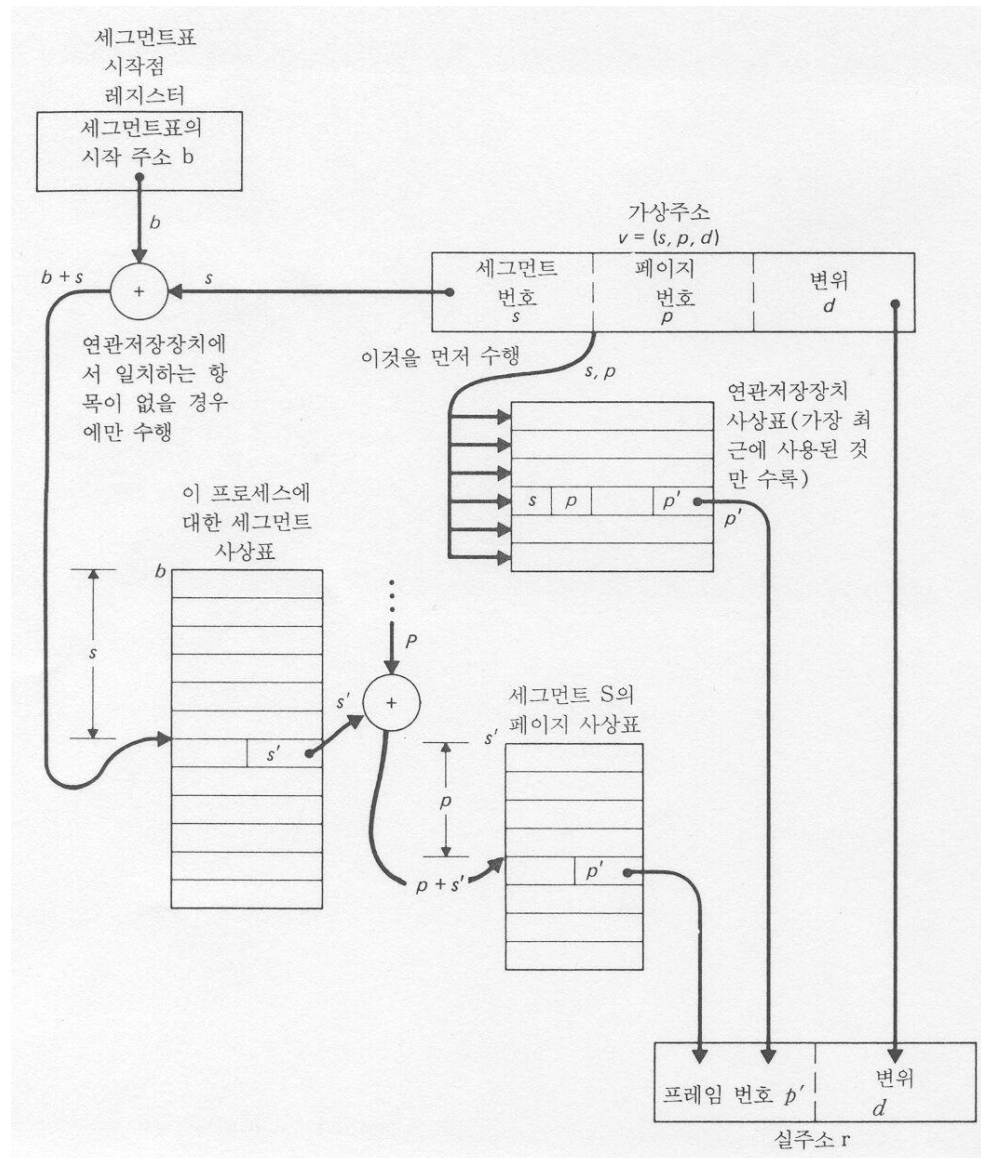 세그먼트표
시작점
레지스터
세그먼트표의
시작 주소 b
b
가상주소
v = (s, p, d)
세그먼트
번호
s
페이지
번호
p
변위
d
b + s
+
s
연관저장장치에
서 일치하는 항
목이 없을 경우
에만 수행
이것을 먼저 수행
s, p
연관저장장치
사상표(가장 최
근에 사용된 것
만 수록)
s
p
p'
p'
이 프로세스에
대한 세그먼트
사상표
b
s
s'
s'
P
+
세그먼트 S의
페이지 사상표
s'
p
p'
p + s'
프레임 번호 p'
변위
d
실주소 r